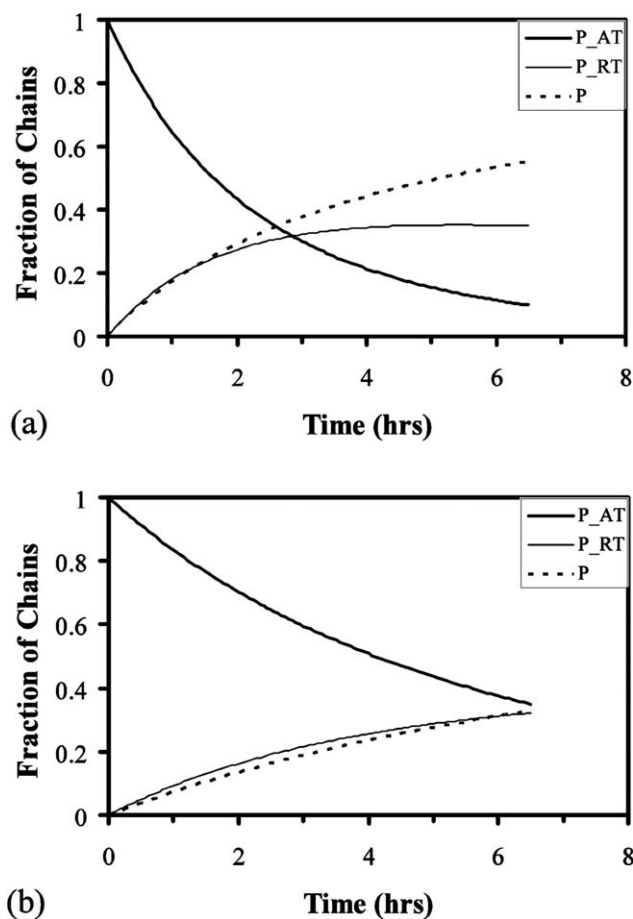 1
0.8
0.6
0.4
0.2
0
Fraction of Chains
P_AT
P_RT
P
0 2 4 6 8
Time (hrs)
(a)
1
0.8
0.6
0.4
0.2
0
Fraction of Chains
P_AT
P_RT
P
0 2 4 6 8
Time (hrs)
(b)